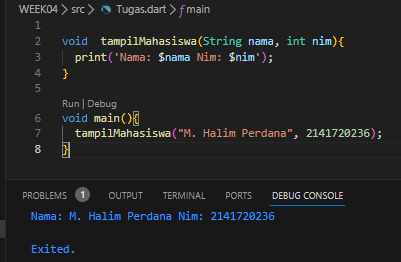 WEEK04 > src > Tugas.dart > main
1
2 void  tampilMahasiswa(String nama, int nim){
3 print('Nama: $nama Nim: $nim');
4 }
5
Run | Debug
6 void main(){
7 tampilMahasiswa("M. Halim Perdana", 2141720236);
8 }
PROBLEMS 1 OUTPUT TERMINAL PORTS DEBUG CONSOLE
Nama: M. Halim Perdana Nim: 2141720236
Exited.